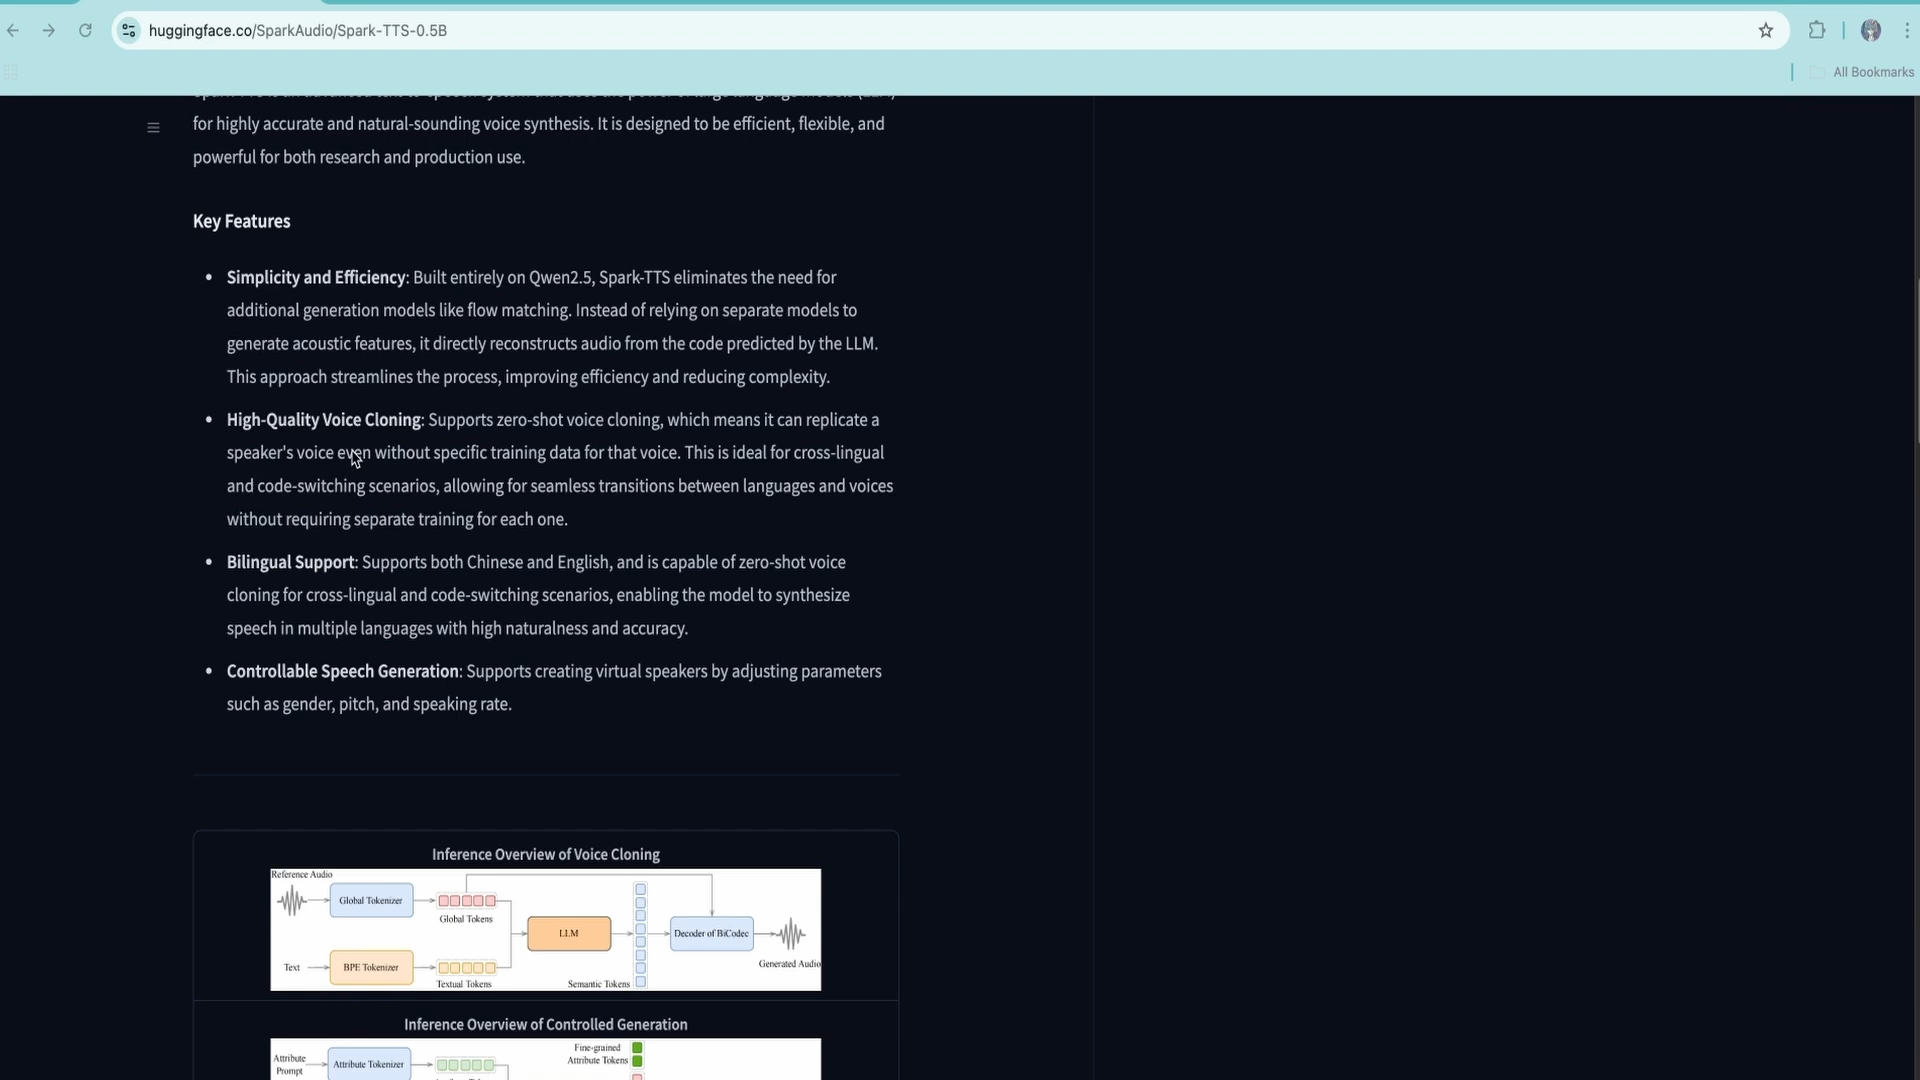 huggingface.co/SparkAudio/Spark-TTS-0.5B
All Bookmarks
for highly accurate and natural-sounding voice synthesis. It is designed to be efficient, flexible, and
powerful for both research and production use.
Key Features
Simplicity and Efficiency: Built entirely on Qwen2.5, Spark-TTS eliminates the need for
additional generation models like flow matching. Instead of relying on separate models to
generate acoustic features, it directly reconstructs audio from the code predicted by the LLM.
This approach streamlines the process, improving efficiency and reducing complexity.
High-Quality Voice Cloning: Supports zero-shot voice cloning, which means it can replicate a
speaker's voice even without specific training data for that voice. This is ideal for cross-lingual
and code-switching scenarios, allowing for seamless transitions between languages and voices
without requiring separate training for each one.
Bilingual Support: Supports both Chinese and English, and is capable of zero-shot voice
cloning for cross-lingual and code-switching scenarios, enabling the model to synthesize
speech in multiple languages with high naturalness and accuracy.
Controllable Speech Generation: Supports creating virtual speakers by adjusting parameters
such as gender, pitch, and speaking rate.
Inference Overview of Voice Cloning
Reference Audio
Global Tokenizer
Global Tokens
LLM
Decoder of BiCodec
Generated Audio
Text
BPE Tokenizer
Textual Tokens
Semantic Tokens
Inference Overview of Controlled Generation
Attribute
Prompt
Attribute Tokenizer
Fine-grained
Attribute Tokens